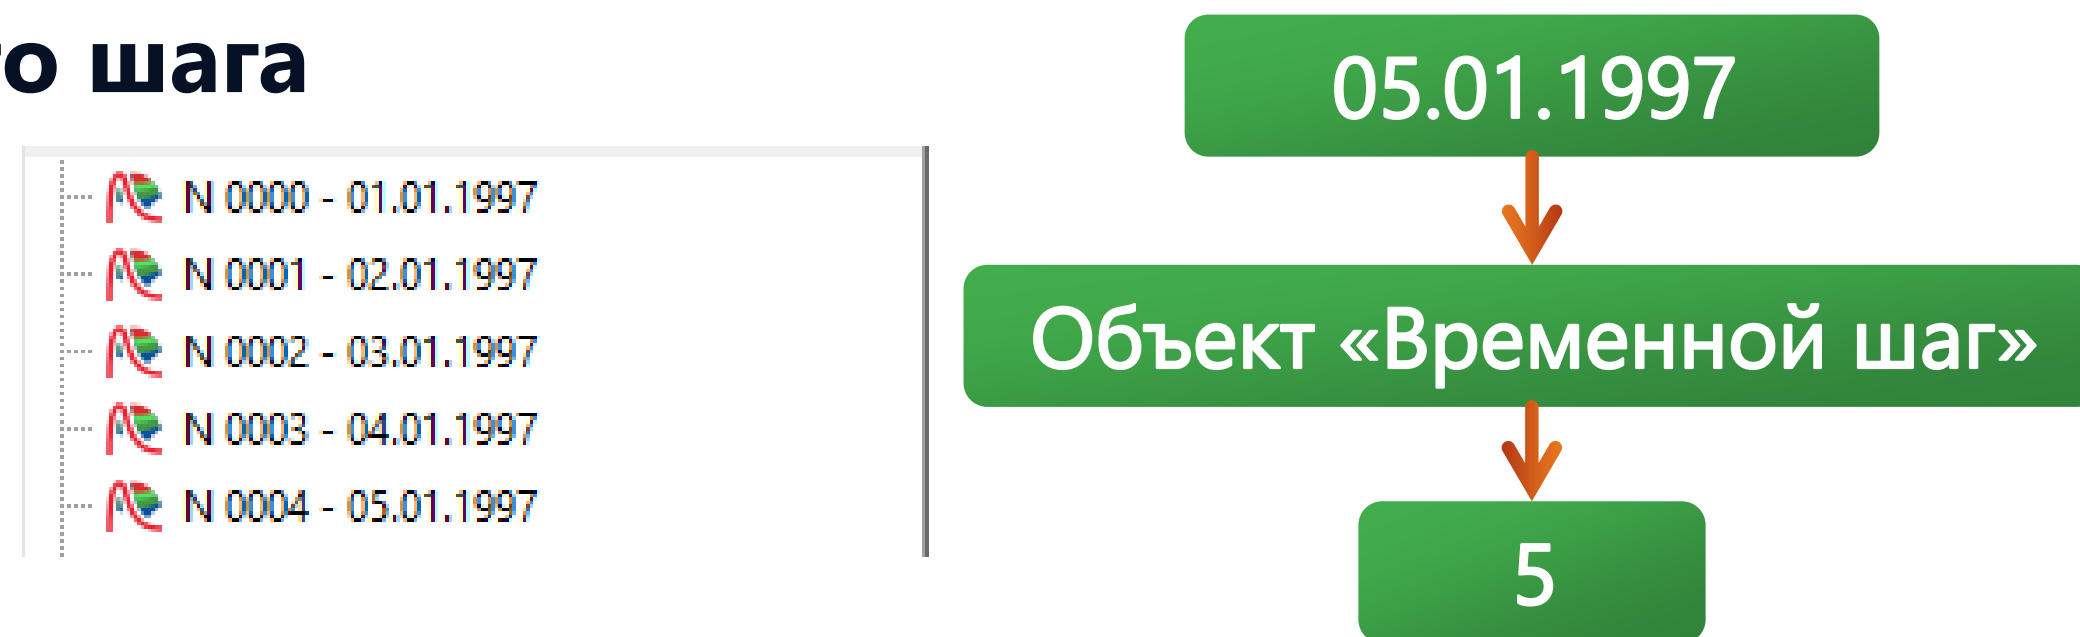 го шага
N 0000 - 01.01.1997
N 0001 - 02.01.1997
N 0002 - 03.01.1997
N 0003 - 04.01.1997
N 0004 - 05.01.1997
05.01.1997
Объект «Временной шаг»
5